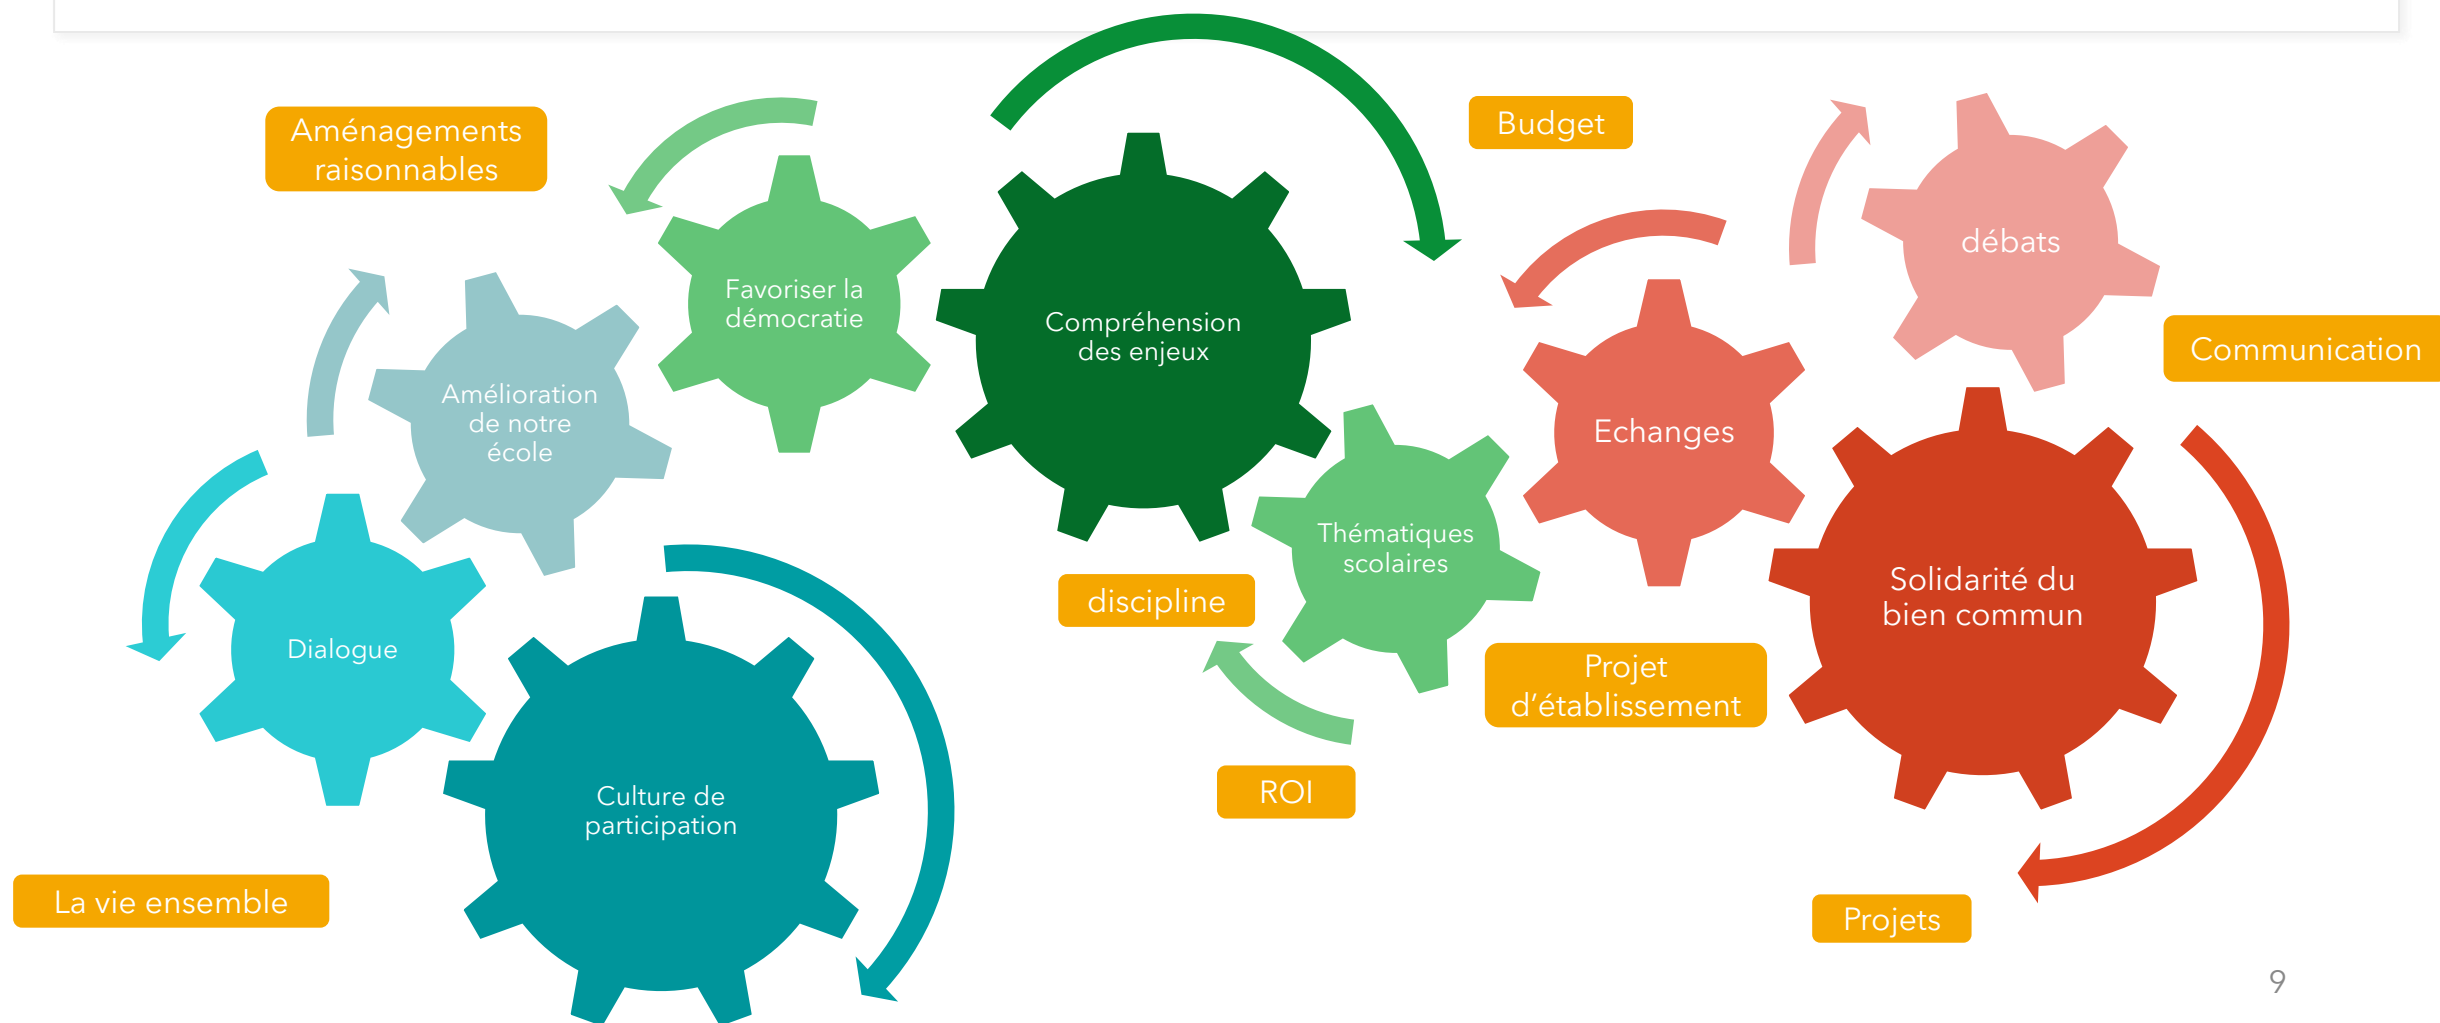 Aménagements
raisonnables
Budget
débats
Favoriser la
démocratie
Compréhension
des enjeux
Communication
Amélioration
de notre
école
Echanges
Thématiques
scolaires
discipline
Solidarité du
bien commun
Dialogue
Projet
d’établissement
Culture de
participation
ROI
La vie ensemble
Projets
9